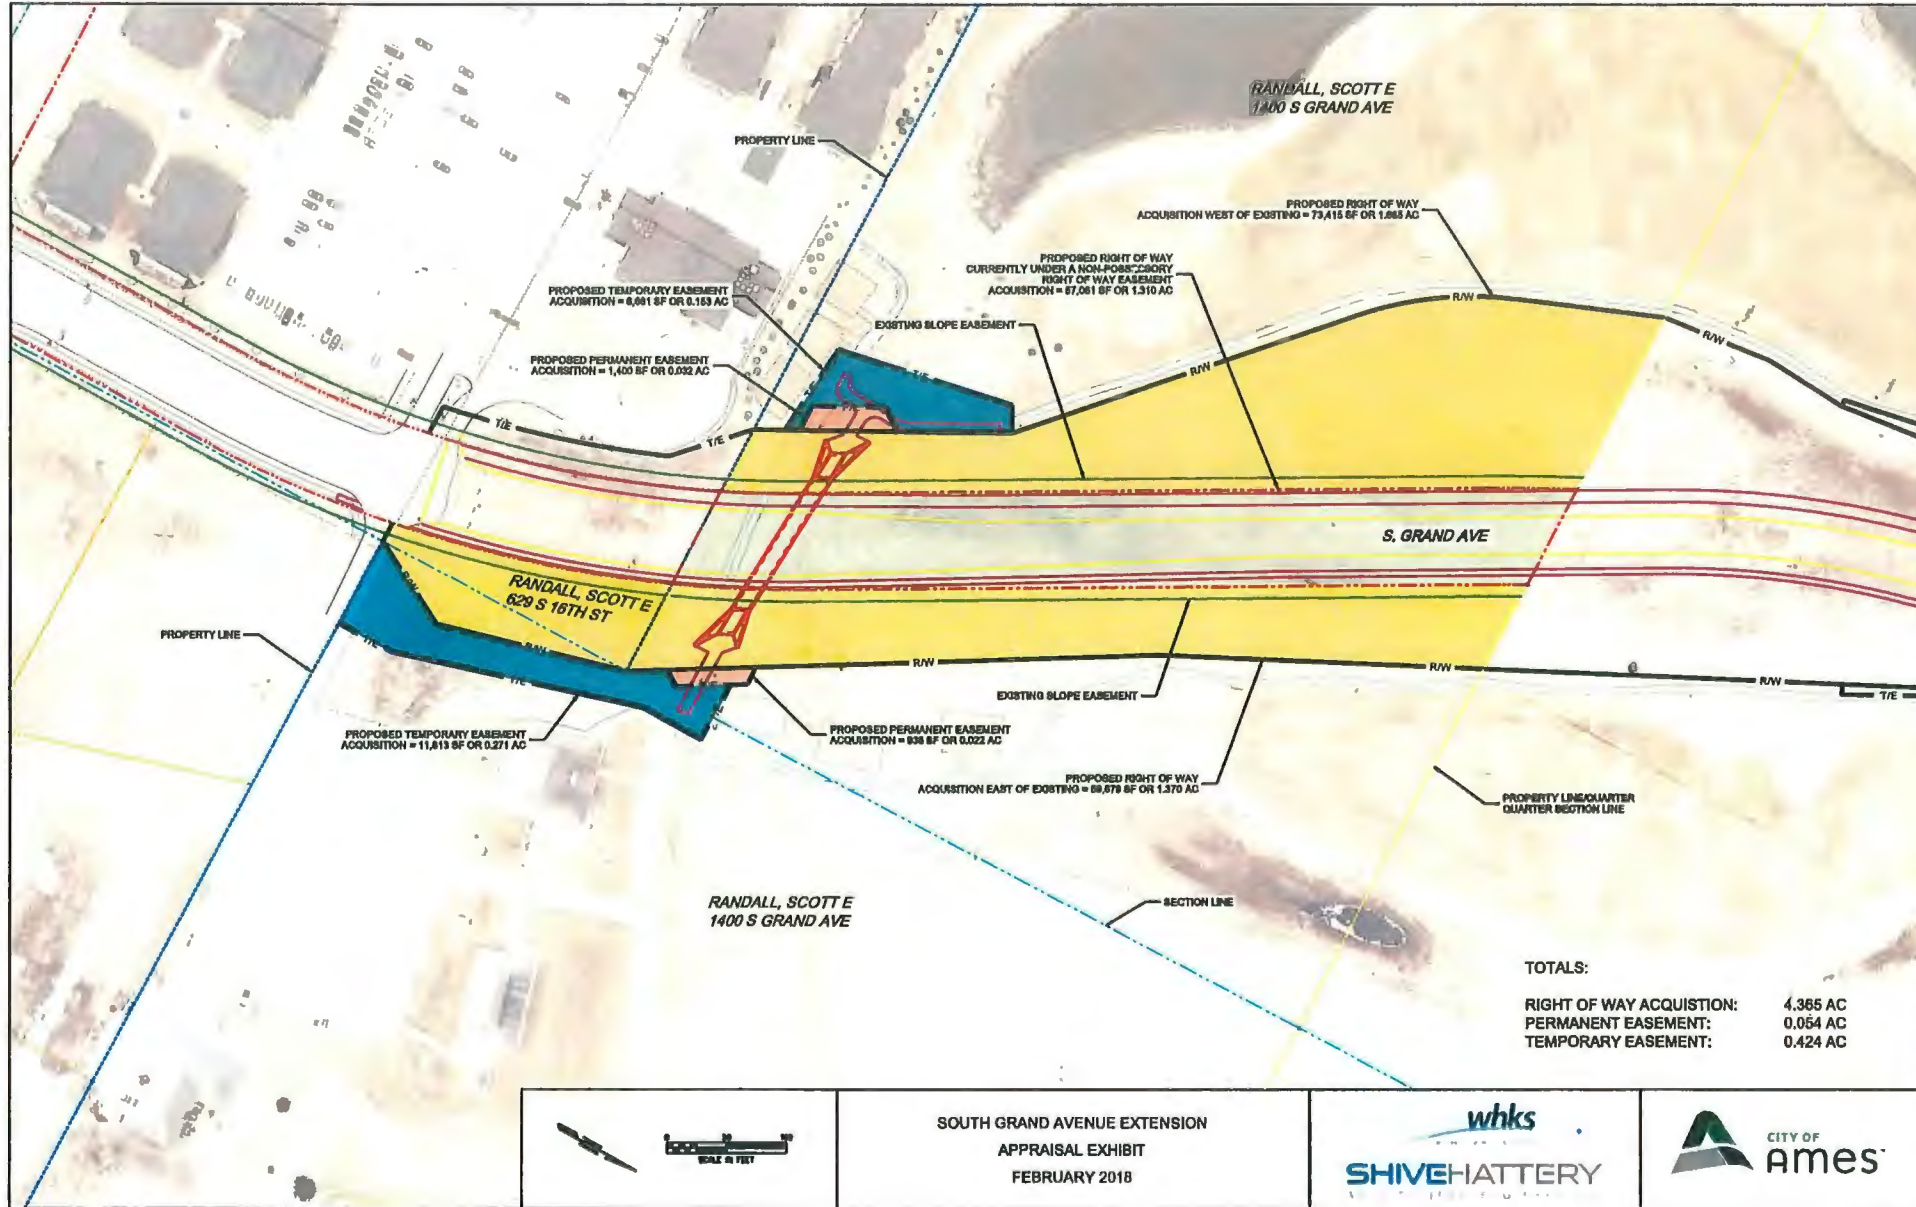 RANDALL, SCOTT E
1400 S GRAND AVE
PROPERTY LINE
PROPOSED RIGHT OF WAY
ACQUISITION WEST OF EXISTING = 73,415 SF OR 1.685 AC
PROPOSED RIGHT OF WAY
CURRENTLY UNDER A NON-POSSESSORY
RIGHT OF WAY EASEMENT
ACQUISITION = 57,061 SF OR 1.310 AC
PROPOSED TEMPORARY EASEMENT
ACQUISITION = 6,661 SF OR 0.153 AC
EXISTING SLOPE EASEMENT
PROPOSED PERMANENT EASEMENT
ACQUISITION = 1,400 SF OR 0.032 AC
R/W
R/W
R/W
T/E
T/E
T/E
T/E
T/E
S. GRAND AVE
RANDALL, SCOTT E
629 S 16TH ST
PROPERTY LINE
R/W
R/W
R/W
R/W
R/W
T/E
T/E
T/E
T/E
T/E
EXISTING SLOPE EASEMENT
PROPOSED TEMPORARY EASEMENT
ACQUISITION = 11,813 SF OR 0.271 AC
PROPOSED PERMANENT EASEMENT
ACQUISITION = 938 SF OR 0.022 AC
PROPOSED RIGHT OF WAY
ACQUISITION EAST OF EXISTING = 59,679 SF OR 1.370 AC
PROPERTY LINE/QUARTER
QUARTER SECTION LINE
RANDALL, SCOTT E
1400 S GRAND AVE
SECTION LINE
TOTALS:
RIGHT OF WAY ACQUISTION: 4.365 AC
PERMANENT EASEMENT: 0.054 AC
TEMPORARY EASEMENT: 0.424 AC
SCALE IN FEET
SOUTH GRAND AVENUE EXTENSION
APPRAISAL EXHIBIT
FEBRUARY 2018
whks
SHIVEHATTERY
CITY OF
Ames